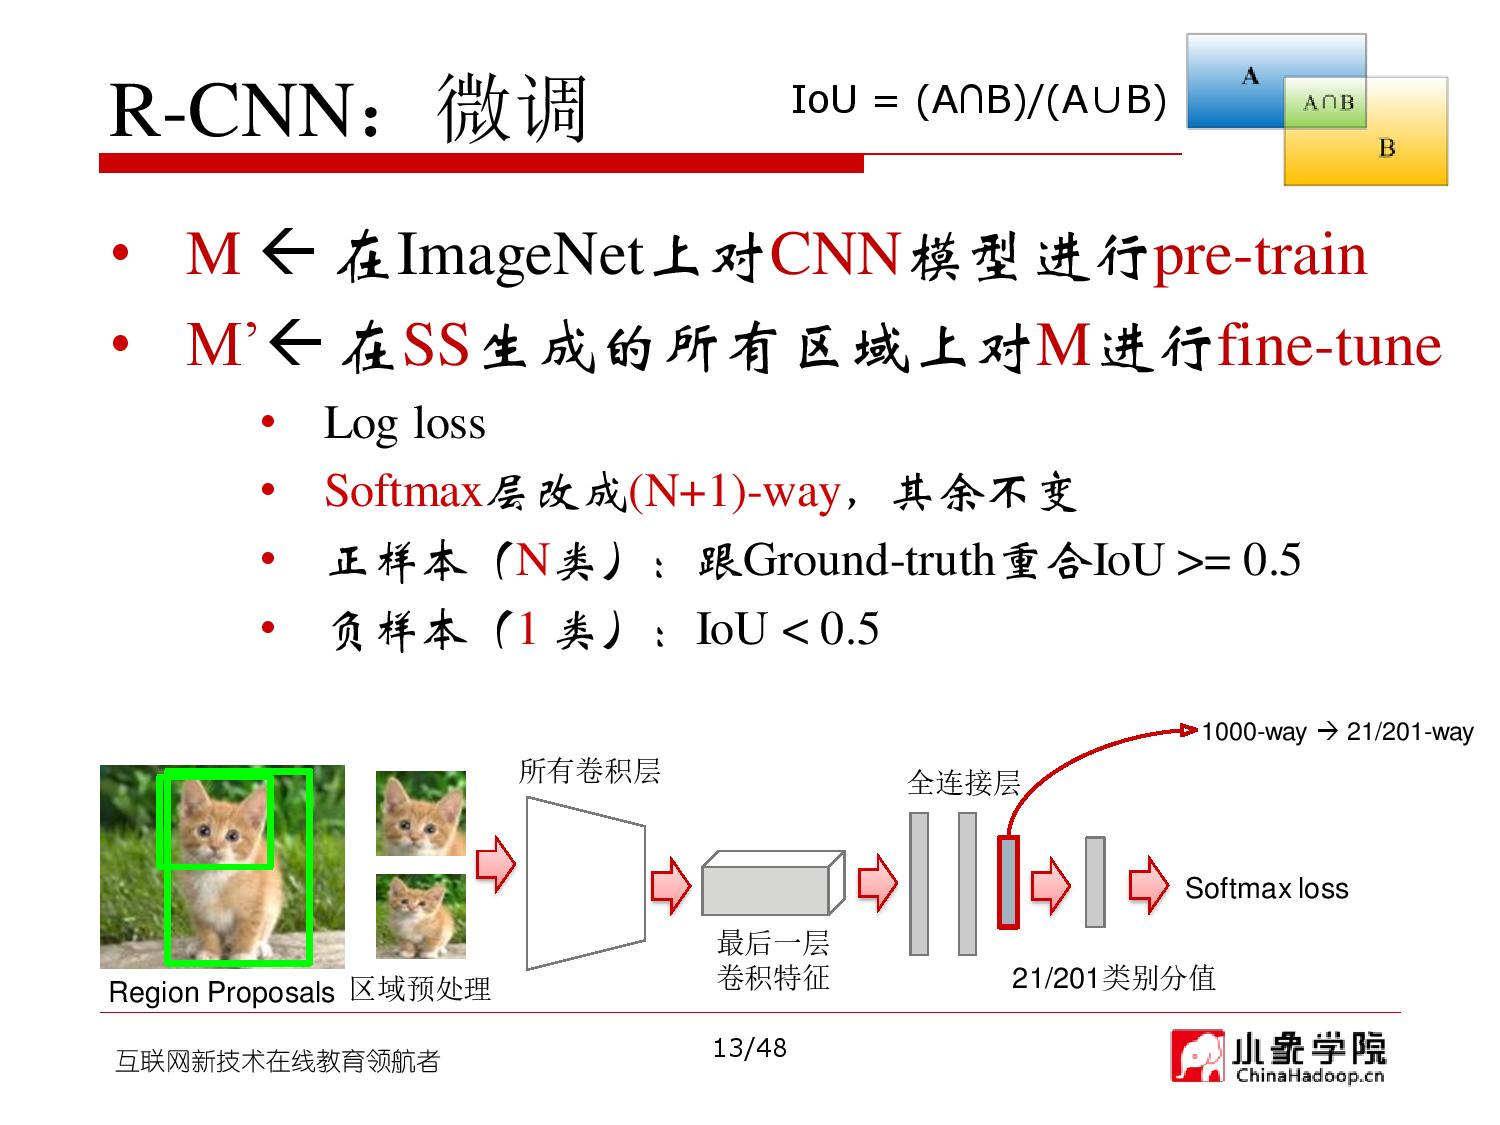 R-CNN：微调
IoU = (A∩B)/(A∪B)
A
A∩B
B
• M ← 在ImageNet上对CNN模型进行pre-train
• M’← 在SS生成的所有区域上对M进行fine-tune
• Log loss
• Softmax层改成(N+1)-way，其余不变
• 正样本（N类）：跟Ground-truth重合IoU >= 0.5
• 负样本（1 类）：IoU < 0.5
1000-way → 21/201-way
所有卷积层
全连接层
Softmax loss
最后一层
卷积特征
21/201类别分值
Region Proposals
区域预处理
互联网新技术在线教育领航者
13/48
小象学院
ChinaHadoop.cn